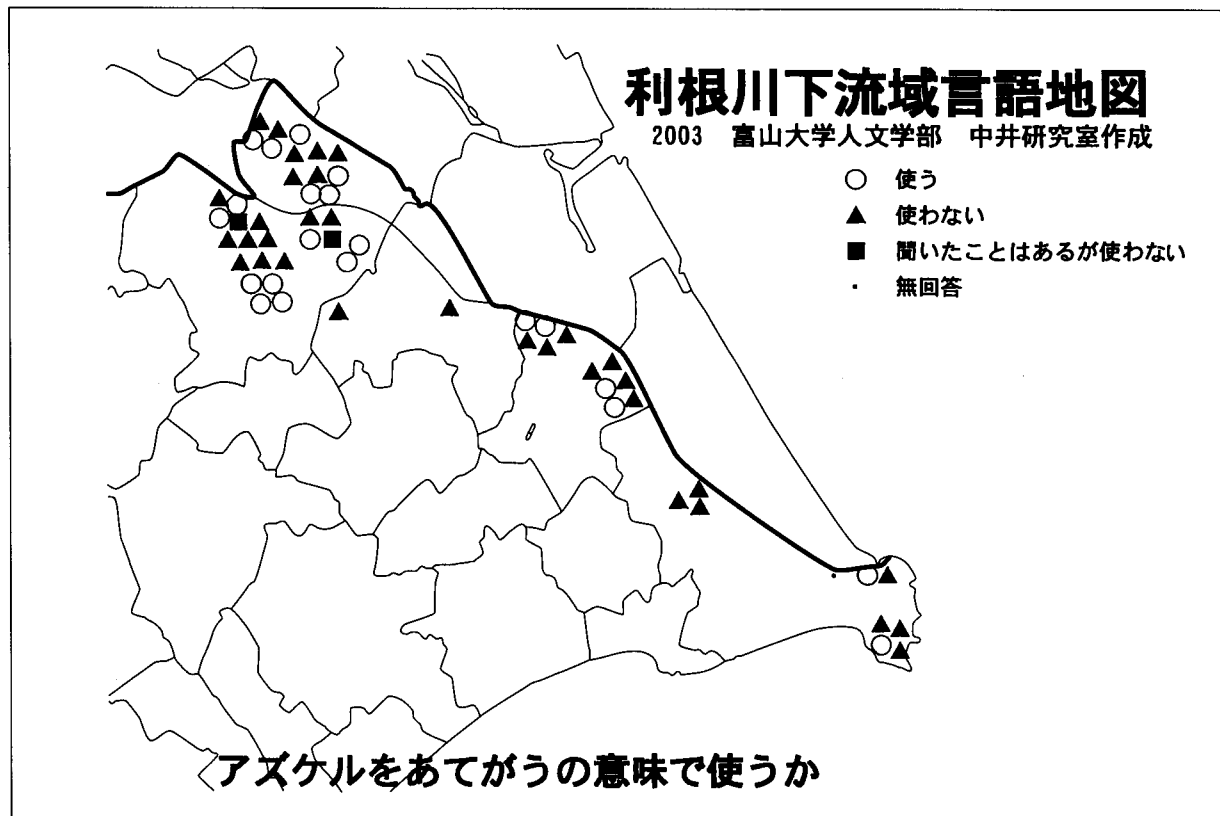 利根川下流域言語地図
2003 富山大学人文学部 中井研究室作成
使う
使わない
聞いたことはあるが使わない
無回答
アズケルをあてがうの意味で使うか